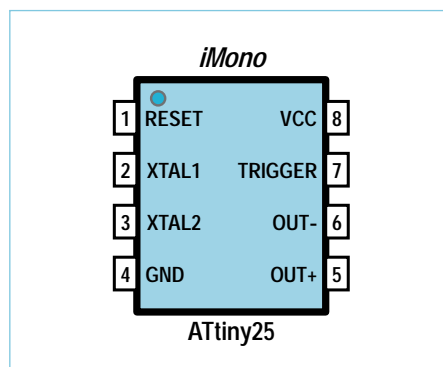 iMono
1 RESET VCC 8
2 XTAL1 TRIGGER 7
3 XTAL2 OUT- 6
4 GND OUT+ 5
ATtiny25